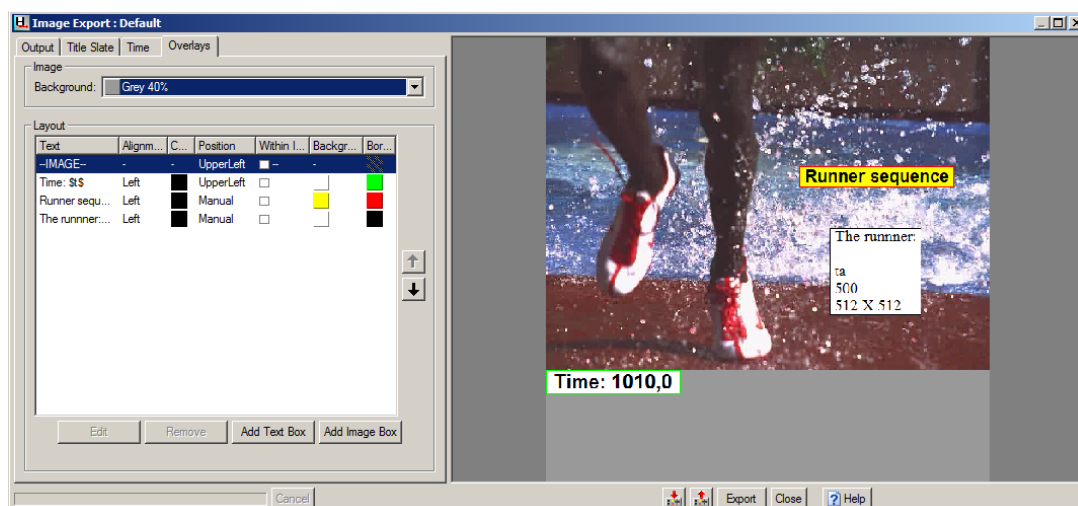 Image Export : Default
Output Title Slate Time Overlays
Image
Background: Grey 40%
Layout
Text Alignm... C... Position Within I... Backgr... Bor...
--IMAGE-- - - UpperLeft -- -
Time: $t$ Left UpperLeft
Runner sequ... Left Manual
The runnner:... Left Manual
Edit Remove Add Text Box Add Image Box
Cancel
Runner sequence
The runnner:
ta
500
512 X 512
Time: 1010,0
Export Close Help